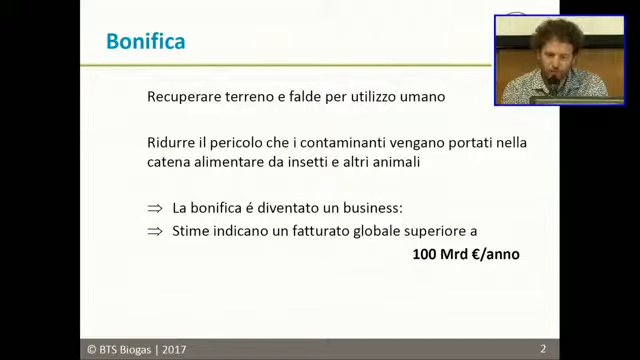 Bonifica
Recuperare terreno e falde per utilizzo umano
Ridurre il pericolo che i contaminanti vengano portati nella
catena alimentare da insetti e altri animali
⇒ La bonifica é diventato un business:
⇒ Stime indicano un fatturato globale superiore a
100 Mrd €/anno
© BTS Biogas | 2017
2